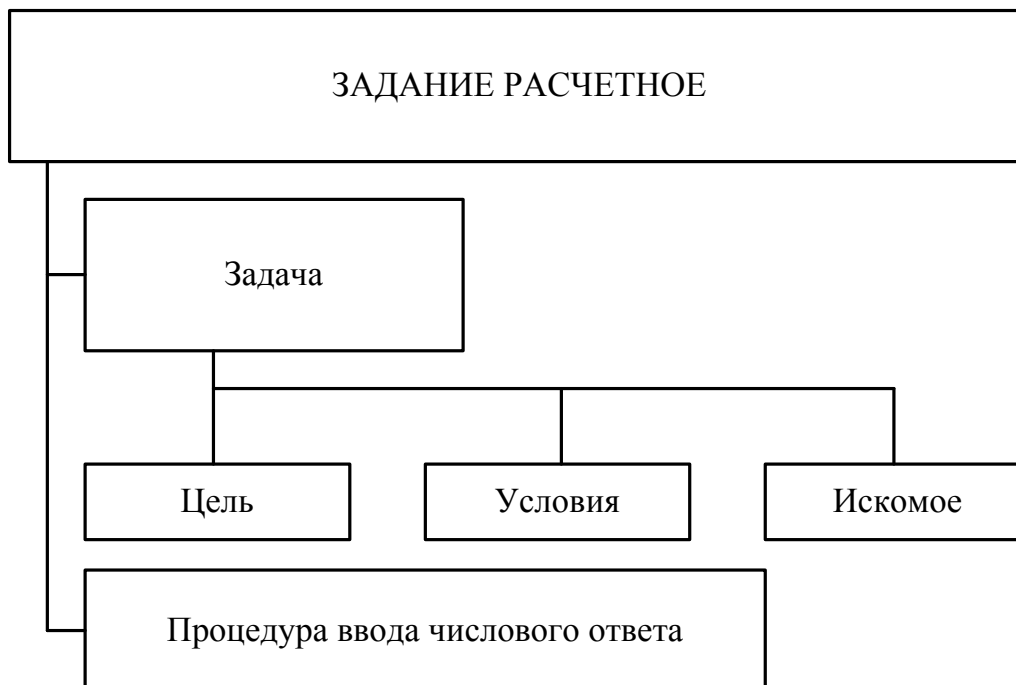 ЗАДАНИЕ РАСЧЕТНОЕ
Задача
Цель
Условия
Искомое
Процедура ввода числового ответа